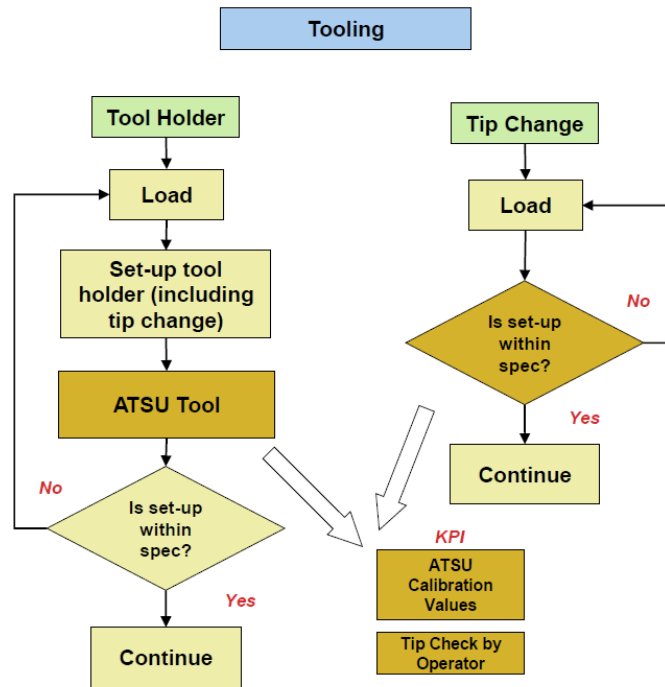 Tooling
Tool Holder
Load
Set-up tool
holder (including
tip change)
ATSU Tool
No
Is set-up
within
spec?
Yes
Continue
Tip Change
Load
No
Is set-up
within
spec?
Yes
Continue
KPI
ATSU
Calibration
Values
Tip Check by
Operator